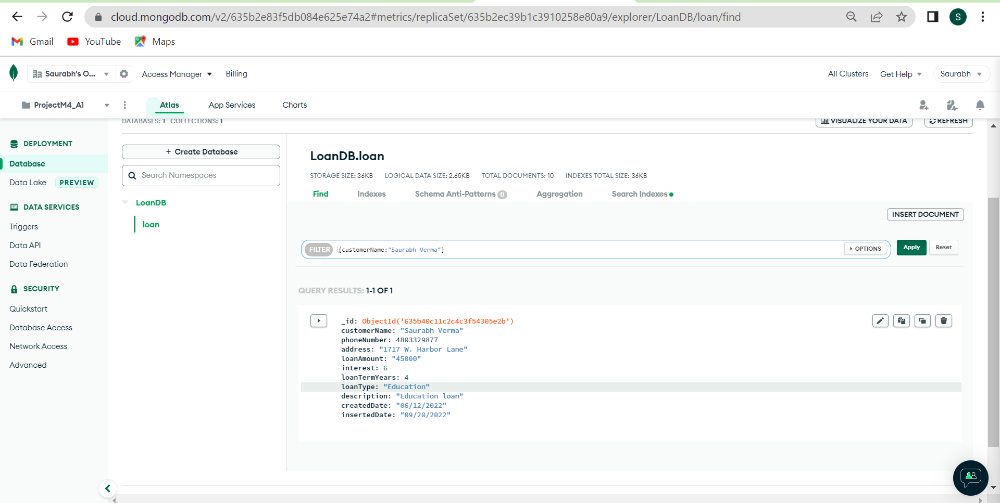 cloud.mongodb.com/v2/635b2e83f5db084e625e74a2#metrics/replicaSet/635b2ec39b1c3910258e80a9/explorer/LoanDB/loan/find
S
Gmail YouTube Maps
Saurabh's O... Access Manager Billing All Clusters Get Help Saurabh
ProjectM4_A1 Atlas App Services Charts
DATABASES: 1 COLLECTIONS: 1 VISUALIZE YOUR DATA REFRESH
DEPLOYMENT
Database
Data Lake PREVIEW
DATA SERVICES
Triggers
Data API
Data Federation
SECURITY
Quickstart
Database Access
Network Access
Advanced
+ Create Database
Search Namespaces
LoanDB
loan
LoanDB.loan
STORAGE SIZE: 36KB LOGICAL DATA SIZE: 2.65KB TOTAL DOCUMENTS: 10 INDEXES TOTAL SIZE: 36KB
Find Indexes Schema Anti-Patterns 0 Aggregation Search Indexes
INSERT DOCUMENT
FILTER {customerName:"Saurabh Verma"} OPTIONS Apply Reset
QUERY RESULTS: 1-1 OF 1
_id: ObjectId('635b40c11c2c4c3f54305e2b')
customerName: "Saurabh Verma"
phoneNumber: 4803329877
address: "1717 W. Harbor Lane"
loanAmount: "45000"
interest: 6
loanTermYears: 4
loanType: "Education"
description: "Education loan"
createdDate: "06/12/2022"
insertedDate: "09/20/2022"